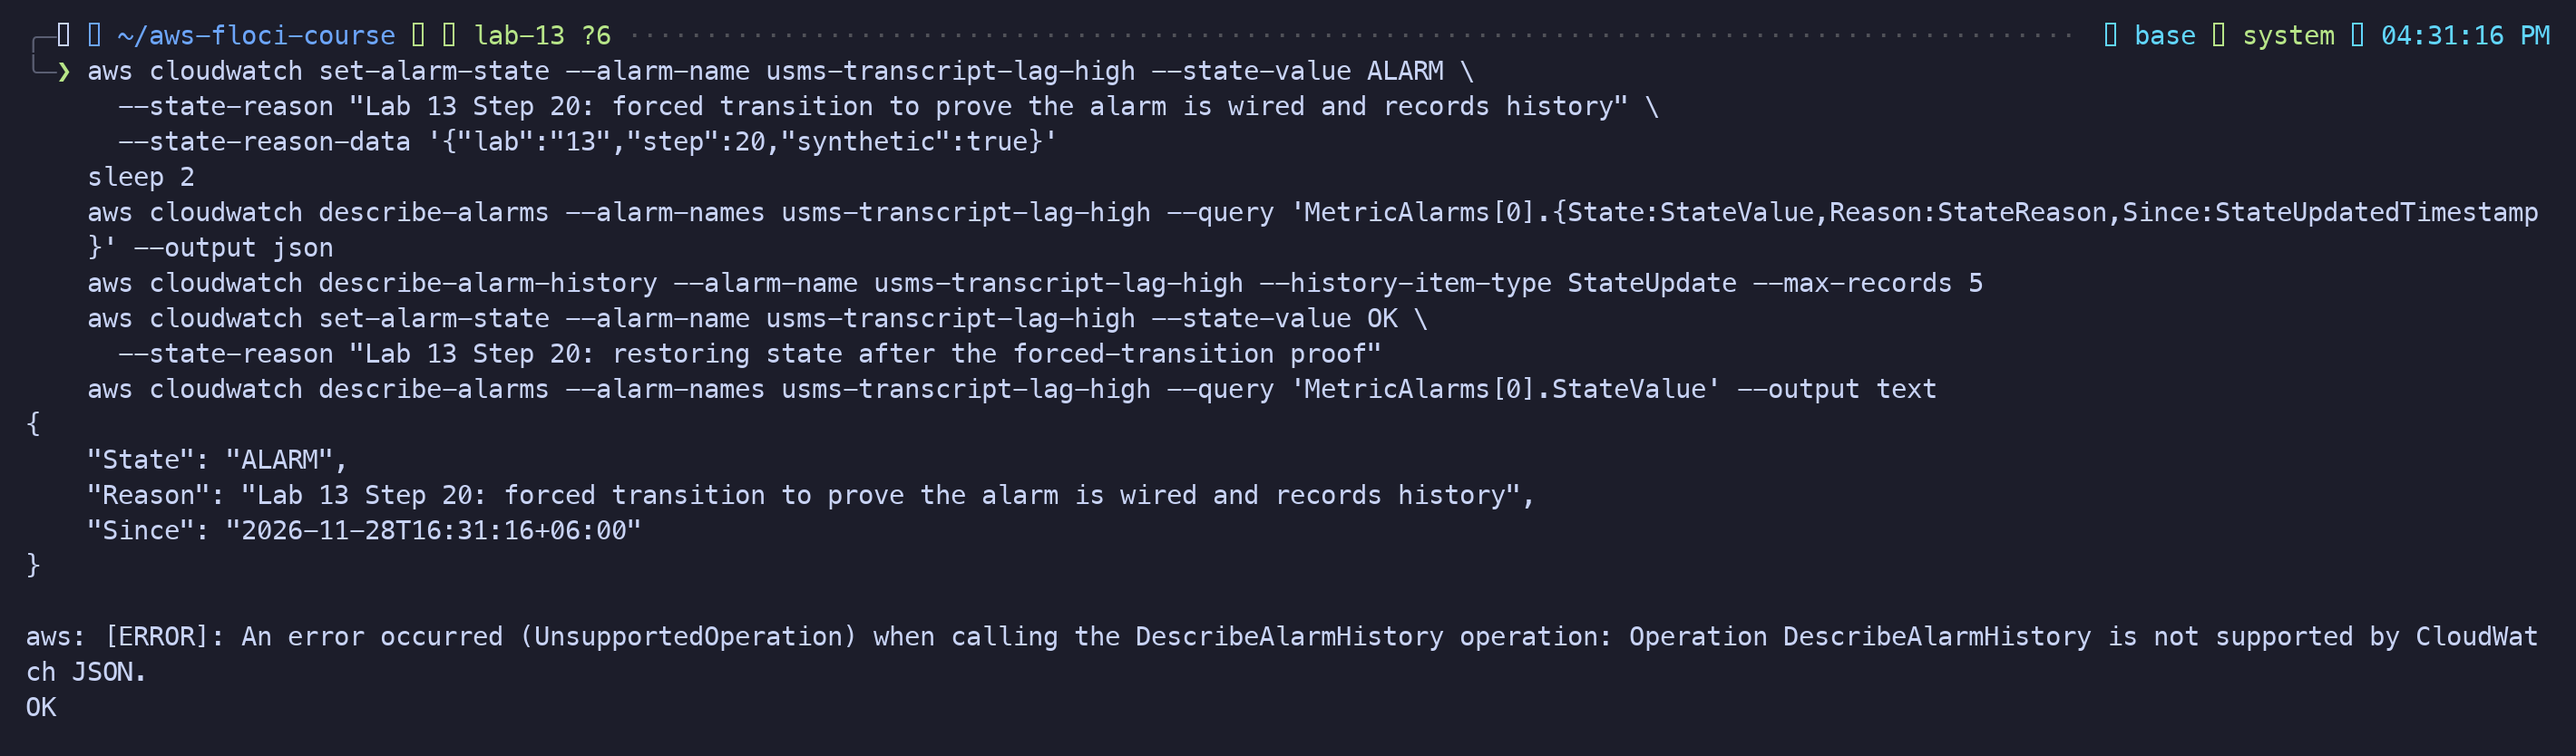 ~/aws-floci-course lab-13 ?6 base system 04:31:16 PM
❯ aws cloudwatch set-alarm-state --alarm-name usms-transcript-lag-high --state-value ALARM \
--state-reason "Lab 13 Step 20: forced transition to prove the alarm is wired and records history" \
--state-reason-data '{"lab":"13","step":20,"synthetic":true}'
sleep 2
aws cloudwatch describe-alarms --alarm-names usms-transcript-lag-high --query 'MetricAlarms[0].{State:StateValue,Reason:StateReason,Since:StateUpdatedTimestamp
}' --output json
aws cloudwatch describe-alarm-history --alarm-name usms-transcript-lag-high --history-item-type StateUpdate --max-records 5
aws cloudwatch set-alarm-state --alarm-name usms-transcript-lag-high --state-value OK \
--state-reason "Lab 13 Step 20: restoring state after the forced-transition proof"
aws cloudwatch describe-alarms --alarm-names usms-transcript-lag-high --query 'MetricAlarms[0].StateValue' --output text
{
"State": "ALARM",
"Reason": "Lab 13 Step 20: forced transition to prove the alarm is wired and records history",
"Since": "2026-11-28T16:31:16+06:00"
}
aws: [ERROR]: An error occurred (UnsupportedOperation) when calling the DescribeAlarmHistory operation: Operation DescribeAlarmHistory is not supported by CloudWat
ch JSON.
OK